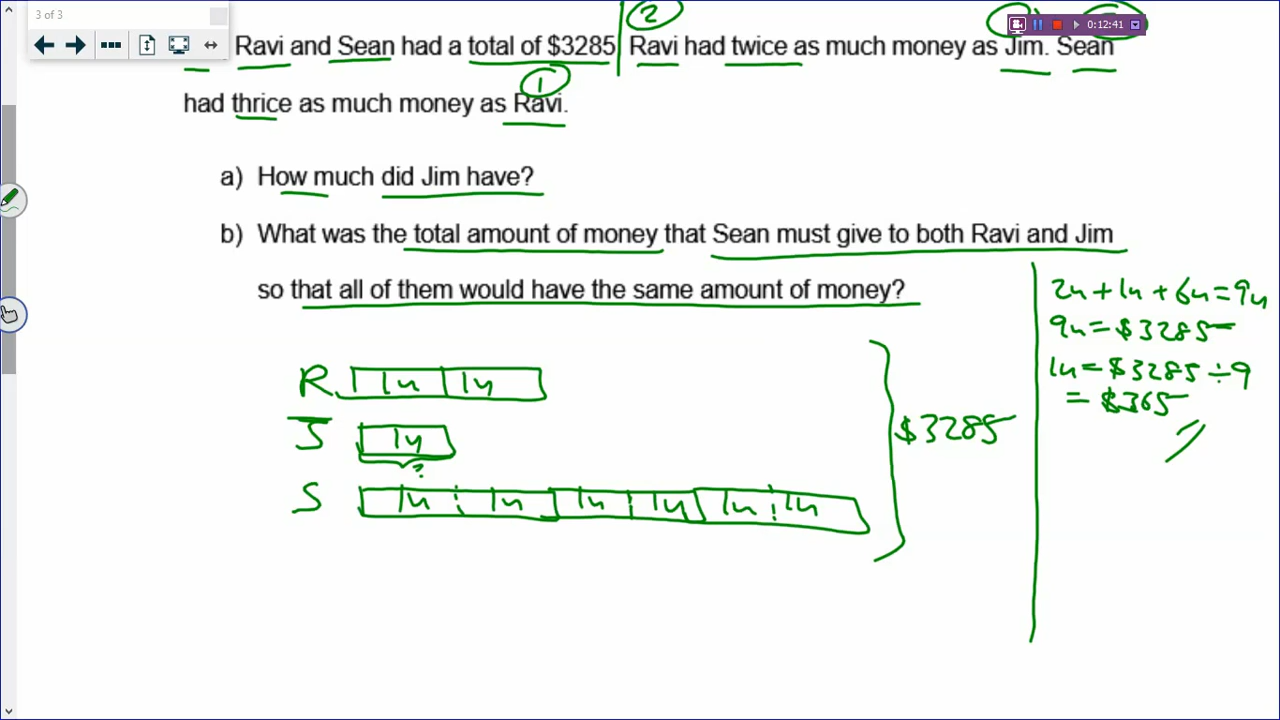 3 of 3
0:12:41
2
Ravi and Sean had a total of $3285 Ravi had twice as much money as Jim. Sean
1
had thrice as much money as Ravi.
a) How much did Jim have?
b) What was the total amount of money that Sean must give to both Ravi and Jim
so that all of them would have the same amount of money?
2u + 1u + 6u = 9u
9u = $3285
1u = $3285 ÷ 9
= $365
R 1u 1u
J 1u
?
$3285
S 1u 1u 1u 1u 1u 1u